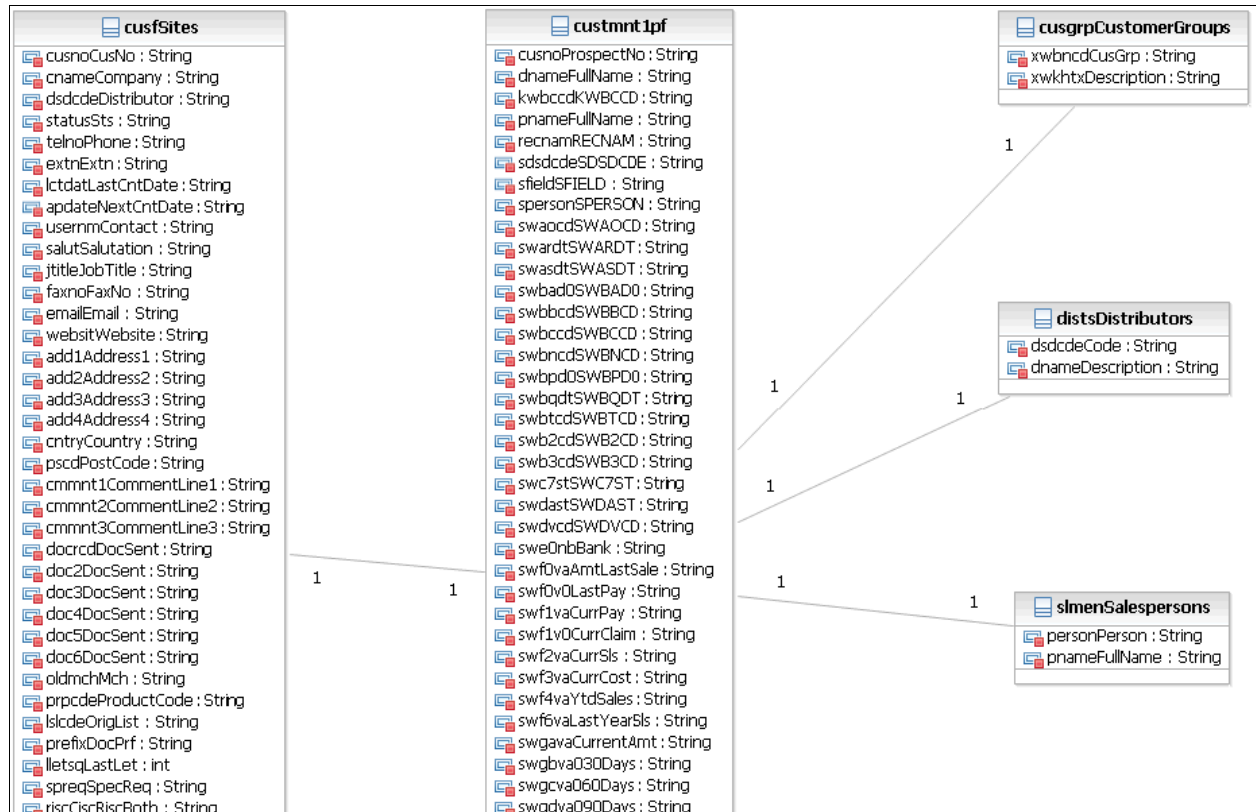 cusfSites
cusnoCusNo : String
cnameCompany : String
dsdcdeDistributor : String
statusSts : String
telnoPhone : String
extnExtn : String
lctdatLastCntDate : String
apdateNextCntDate : String
usernmContact : String
salutSalutation : String
jtitleJobTitle : String
faxnoFaxNo : String
emailEmail : String
websitWebsite : String
add1Address1 : String
add2Address2 : String
add3Address3 : String
add4Address4 : String
cntryCountry : String
pscdPostCode : String
cmmnt1CommentLine1 : String
cmmnt2CommentLine2 : String
cmmnt3CommentLine3 : String
docrcdDocSent : String
doc2DocSent : String
doc3DocSent : String
doc4DocSent : String
doc5DocSent : String
doc6DocSent : String
oldmchMch : String
prpcdeProductCode : String
lslcdeOrigList : String
prefixDocPrf : String
lletsqLastLet : int
spreqSpecReq : String
riscCiscRiscBoth : String
1
1
custmnt1pf
cusnoProspectNo : String
dnameFullName : String
kwbccdKWBCCD : String
pnameFullName : String
recnamRECNAM : String
sdsdcdeSDSDCDE : String
sfieldSFIELD : String
spersonSPERSON : String
swaocdSWAOCD : String
swardtSWARDT : String
swasdtSWASDT : String
swbad0SWBAD0 : String
swbbcdSWBBCD : String
swbccdSWBCCD : String
swbncdSWBNCD : String
swbpd0SWBPD0 : String
swbqdtSWBQDT : String
swbtcdSWBTCD : String
swb2cdSWB2CD : String
swb3cdSWB3CD : String
swc7stSWC7ST : String
swdastSWDAST : String
swdvcdSWDVCD : String
swe0nbBank : String
swf0vaAmtLastSale : String
swf0v0LastPay : String
swf1vaCurrPay : String
swf1v0CurrClaim : String
swf2vaCurrSls : String
swf3vaCurrCost : String
swf4vaYtdSales : String
swf6vaLastYearSls : String
swgavaCurrentAmt : String
swgbva030Days : String
swgcva060Days : String
swgdva090Days : String
1
1
cusgrpCustomerGroups
xwbncdCusGrp : String
xwkhtxDescription : String
1
1
distsDistributors
dsdcdeCode : String
dnameDescription : String
1
1
slmenSalespersons
personPerson : String
pnameFullName : String